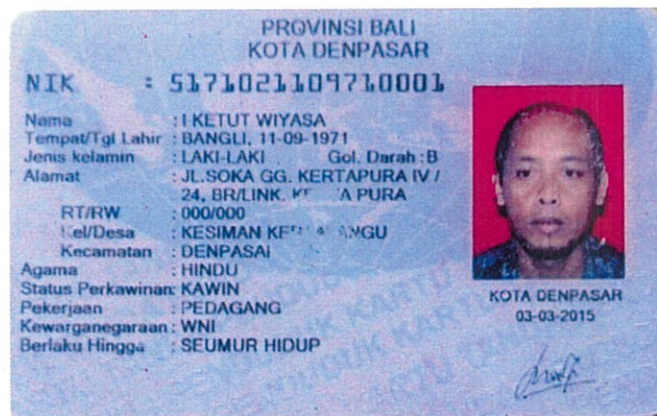 PROVINSI BALI
KOTA DENPASAR
NIK : 5171021109710001
Nama : I KETUT WIYASA
Tempat/Tgl Lahir : BANGLI, 11-09-1971
Jenis kelamin : LAKI-LAKI Gol. Darah : B
Alamat : JL.SOKA GG. KERTAPURA IV /
24, BR/LINK. PURA
RT/RW : 000/000
Kel/Desa : KESIMAN
Kecamatan :
Agama : HINDU
Status Perkawinan: KAWIN
Pekerjaan : PEDAGANG
Kewarganegaraan: WNI
Berlaku Hingga : SEUMUR HIDUP
KOTA DENPASAR
03-03-2015